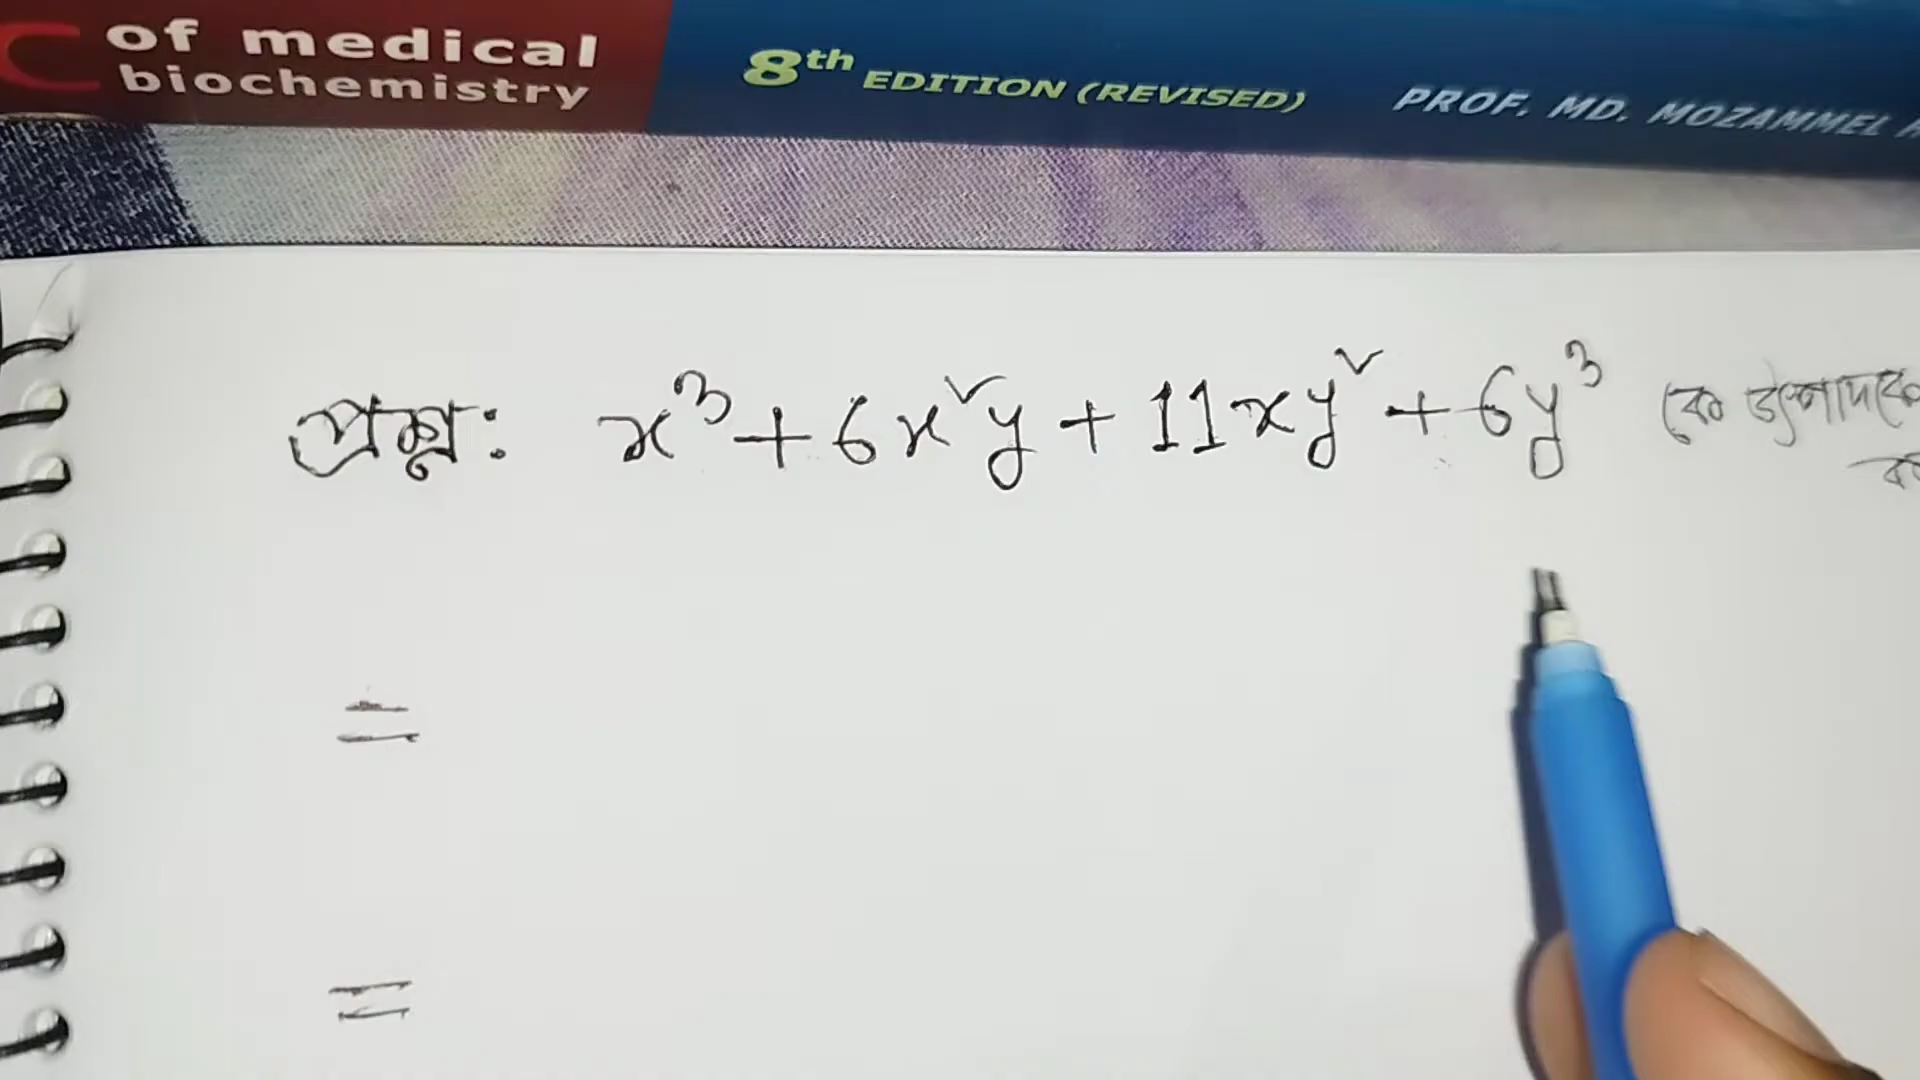 of medical
biochemistry
8th EDITION (REVISED) PROF. MD. MOZAMMEL
প্রশ্ন: x³ + 6x²y + 11xy² + 6y³ কে
=
=